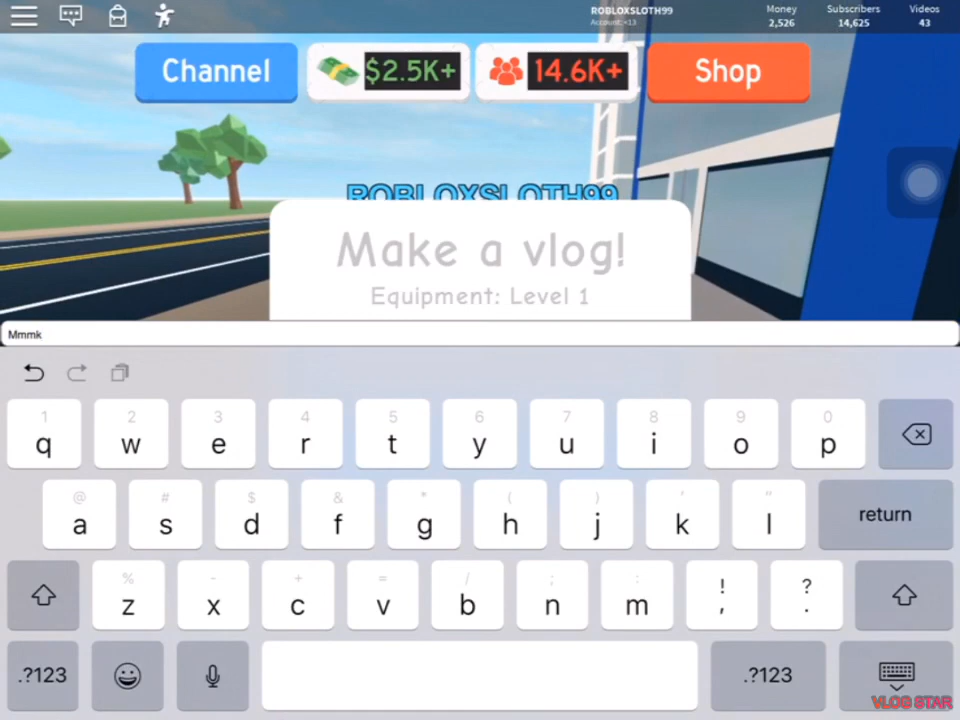 ROBLOXSLOTH99
Account: <13
Money
2,526
Subscribers
14,625
Videos
43
Channel
$2.5K+
14.6K+
Shop
ROBLOXSLOTH99
Make a vlog!
Equipment: Level 1
Mmmk
1 2 3 4 5 6 7 8 9 0
q w e r t y u i o p
@ # $ & * ( ) ' "
a s d f g h j k l return
% - + = / ; : ! ?
z x c v b n m , .
.?123 .?123
VLOG STAR